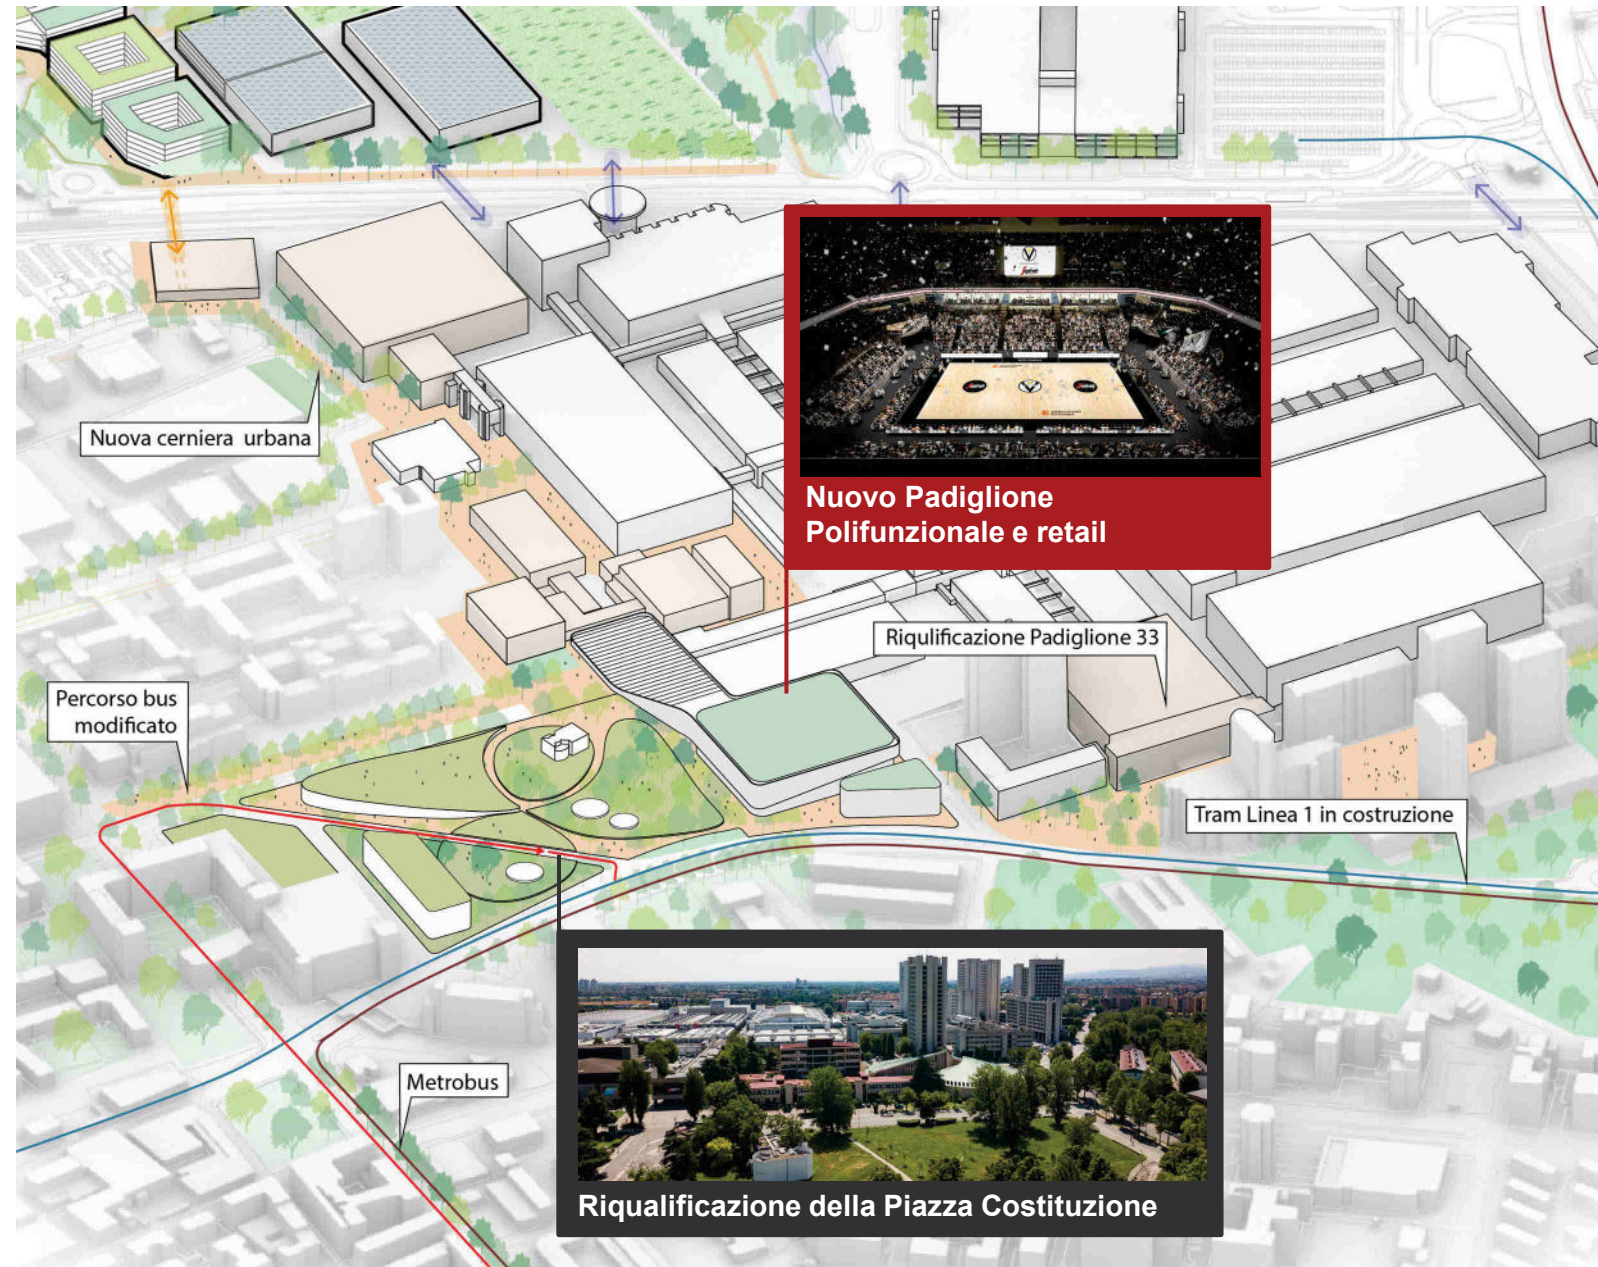 Nuovo Padiglione
Polifunzionale e retail
Nuova cerniera urbana
Riqulificazione Padiglione 33
Percorso bus
modificato
Tram Linea 1 in costruzione
Metrobus
Riqualificazione della Piazza Costituzione